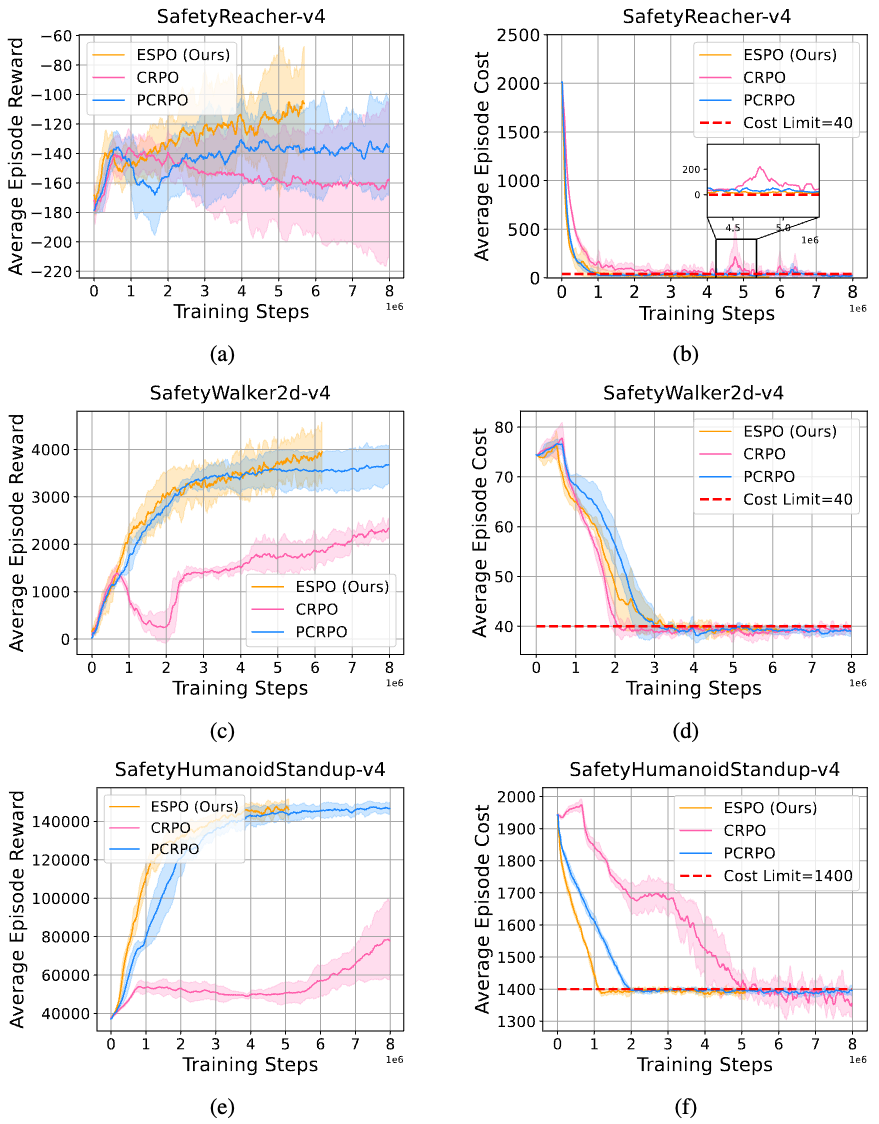 SafetyReacher-v4
Average Episode Reward
−60
−80
−100
−120
−140
−160
−180
−200
−220
ESPO (Ours)
CRPO
PCRPO
0 1 2 3 4 5 6 7 8
1e6
Training Steps
(a)
SafetyReacher-v4
Average Episode Cost
2500
2000
1500
1000
500
0
ESPO (Ours)
CRPO
PCRPO
Cost Limit=40
200
0
4.5 5.0
1e6
0 1 2 3 4 5 6 7 8
1e6
Training Steps
(b)
SafetyWalker2d-v4
Average Episode Reward
4000
3000
2000
1000
0
ESPO (Ours)
CRPO
PCRPO
0 1 2 3 4 5 6 7 8
1e6
Training Steps
(c)
SafetyWalker2d-v4
Average Episode Cost
80
70
60
50
40
ESPO (Ours)
CRPO
PCRPO
Cost Limit=40
0 1 2 3 4 5 6 7 8
1e6
Training Steps
(d)
SafetyHumanoidStandup-v4
Average Episode Reward
140000
120000
100000
80000
60000
40000
ESPO (Ours)
CRPO
PCRPO
0 1 2 3 4 5 6 7 8
1e6
Training Steps
(e)
SafetyHumanoidStandup-v4
Average Episode Cost
2000
1900
1800
1700
1600
1500
1400
1300
ESPO (Ours)
CRPO
PCRPO
Cost Limit=1400
0 1 2 3 4 5 6 7 8
1e6
Training Steps
(f)